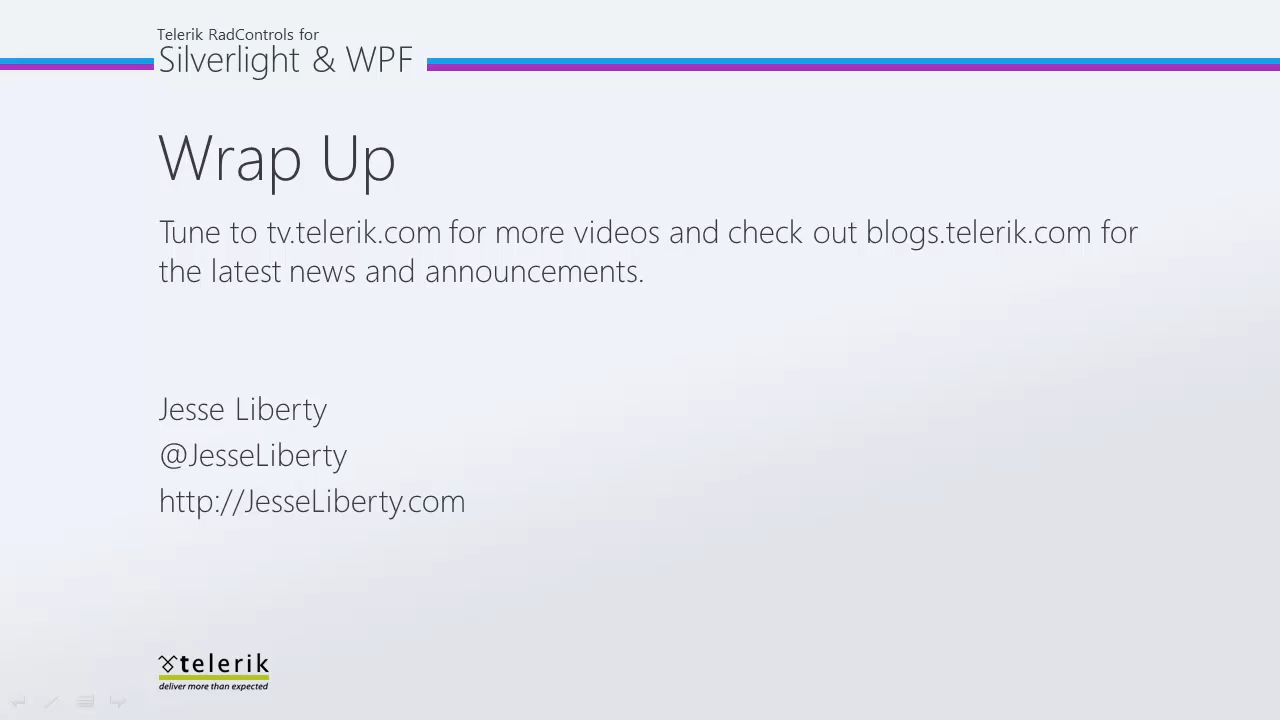 Telerik RadControls for
Silverlight & WPF
Wrap Up
Tune to tv.telerik.com for more videos and check out blogs.telerik.com for
the latest news and announcements.
Jesse Liberty
@JesseLiberty
http://JesseLiberty.com
telerik
deliver more than expected